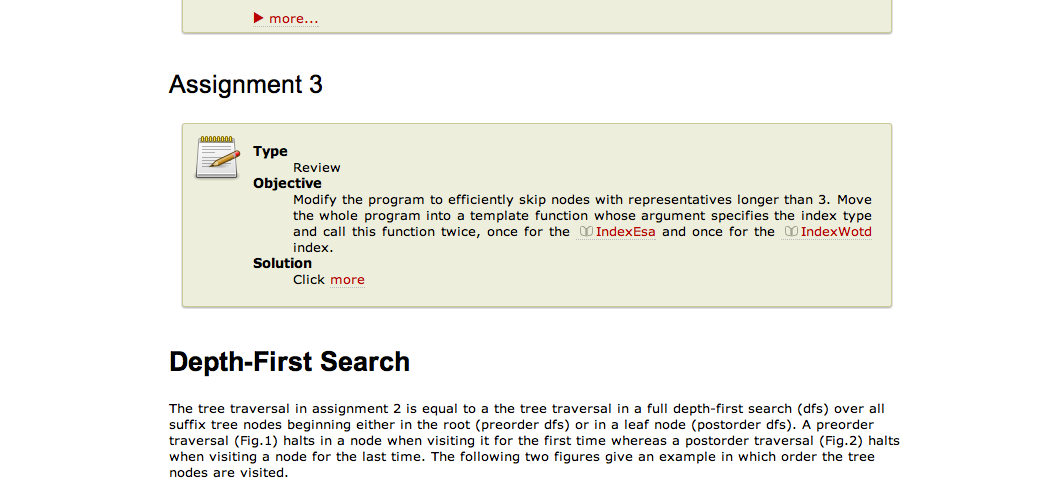 ▶ more...
Assignment 3
Type
Review
Objective
Modify the program to efficiently skip nodes with representatives longer than 3. Move
the whole program into a template function whose argument specifies the index type
and call this function twice, once for the IndexEsa and once for the IndexWotd
index.
Solution
Click more
Depth-First Search
The tree traversal in assignment 2 is equal to a the tree traversal in a full depth-first search (dfs) over all
suffix tree nodes beginning either in the root (preorder dfs) or in a leaf node (postorder dfs). A preorder
traversal (Fig.1) halts in a node when visiting it for the first time whereas a postorder traversal (Fig.2) halts
when visiting a node for the last time. The following two figures give an example in which order the tree
nodes are visited.